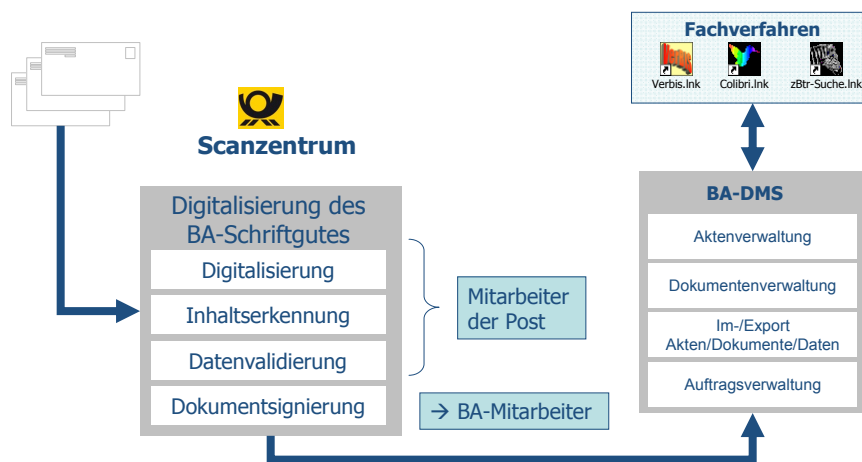 Fachverfahren
Verbis.lnk Colibri.lnk zBtr-Suche.lnk
Scanzentrum
Digitalisierung des
BA-Schriftgutes
Digitalisierung
Inhaltserkennung
Datenvalidierung
Dokumentsignierung
Mitarbeiter
der Post
→ BA-Mitarbeiter
BA-DMS
Aktenverwaltung
Dokumentenverwaltung
Im-/Export
Akten/Dokumente/Daten
Auftragsverwaltung